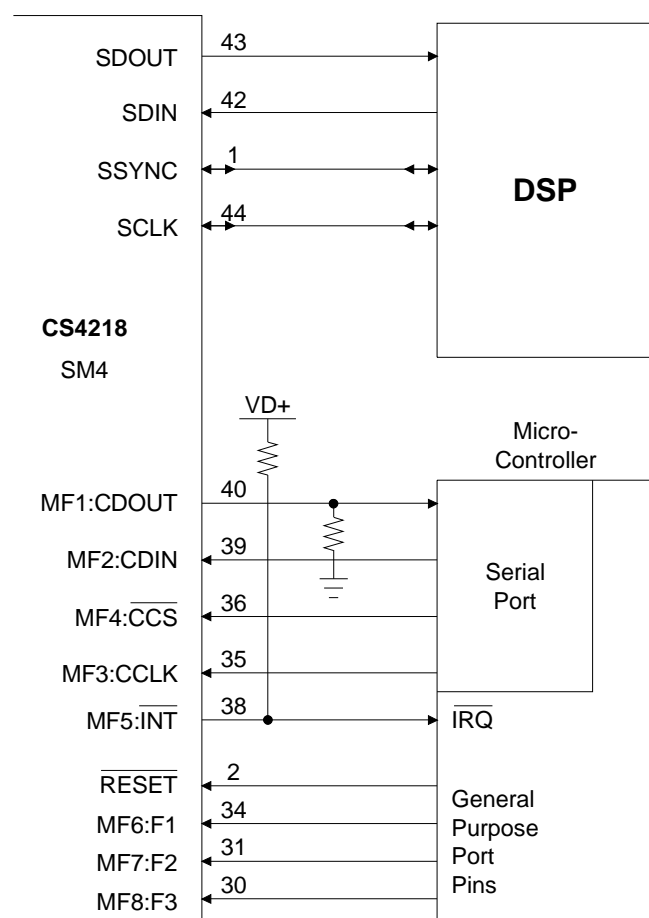 SDOUT 43
SDIN 42
SSYNC 1
SCLK 44
DSP
CS4218
SM4
VD+
Micro-
Controller
MF1:CDOUT 40
MF2:CDIN 39
MF4:CCS 36
MF3:CCLK 35
Serial
Port
MF5:INT 38 IRQ
RESET 2
MF6:F1 34
MF7:F2 31
MF8:F3 30
General
Purpose
Port
Pins